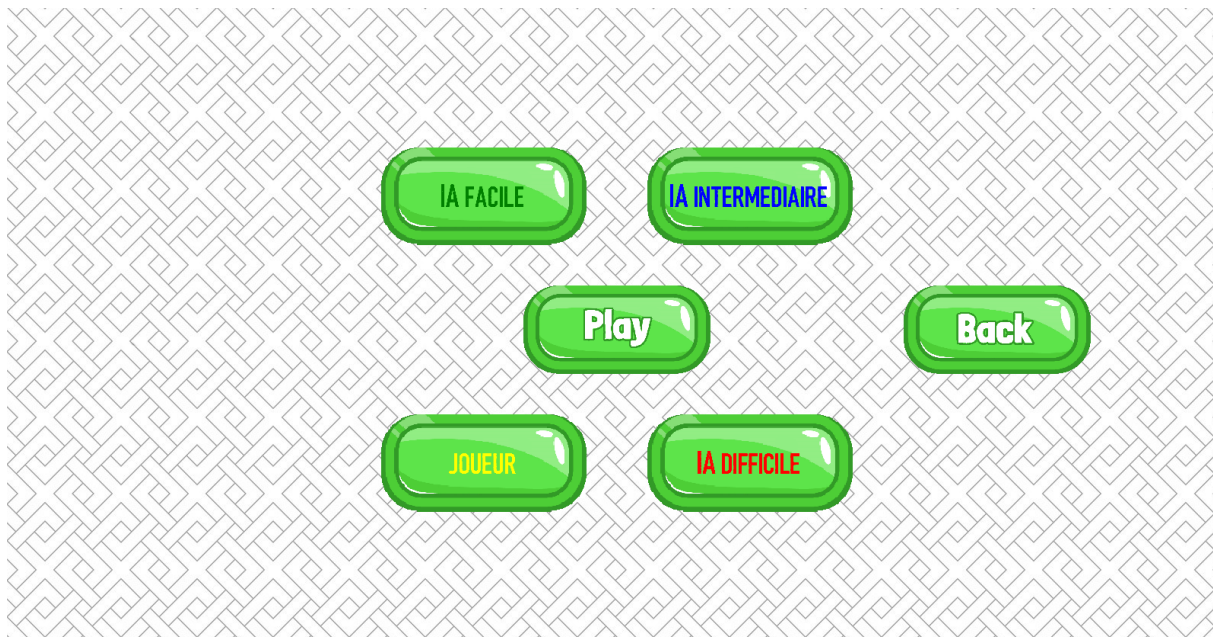 IA FACILE
IA INTERMEDIAIRE
Play
Back
JOUEUR
IA DIFFICILE